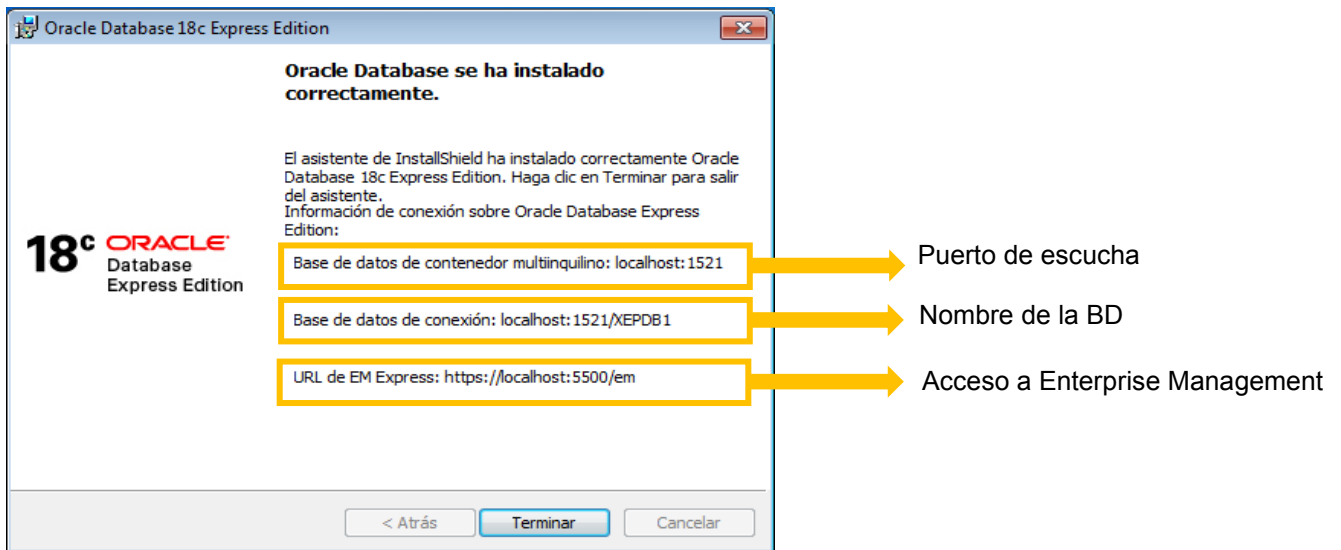 Oracle Database 18c Express Edition
Oracle Database se ha instalado
correctamente.
El asistente de InstallShield ha instalado correctamente Oracle
Database 18c Express Edition. Haga clic en Terminar para salir
del asistente.
Información de conexión sobre Oracle Database Express
Edition:
18c ORACLE
Database
Express Edition
Base de datos de contenedor multiinquilino: localhost:1521
Puerto de escucha
Base de datos de conexión: localhost:1521/XEPDB1
Nombre de la BD
URL de EM Express: https://localhost:5500/em
Acceso a Enterprise Management
< Atrás
Terminar
Cancelar